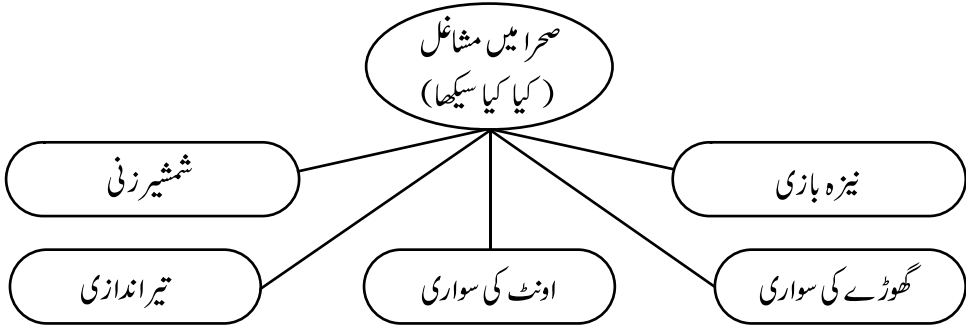 صحرا میں مشاغل
(کیا کیا سیکھا)
نیزہ بازی
شمشیر زنی
گھوڑے کی سواری
اونٹ کی سواری
تیر اندازی